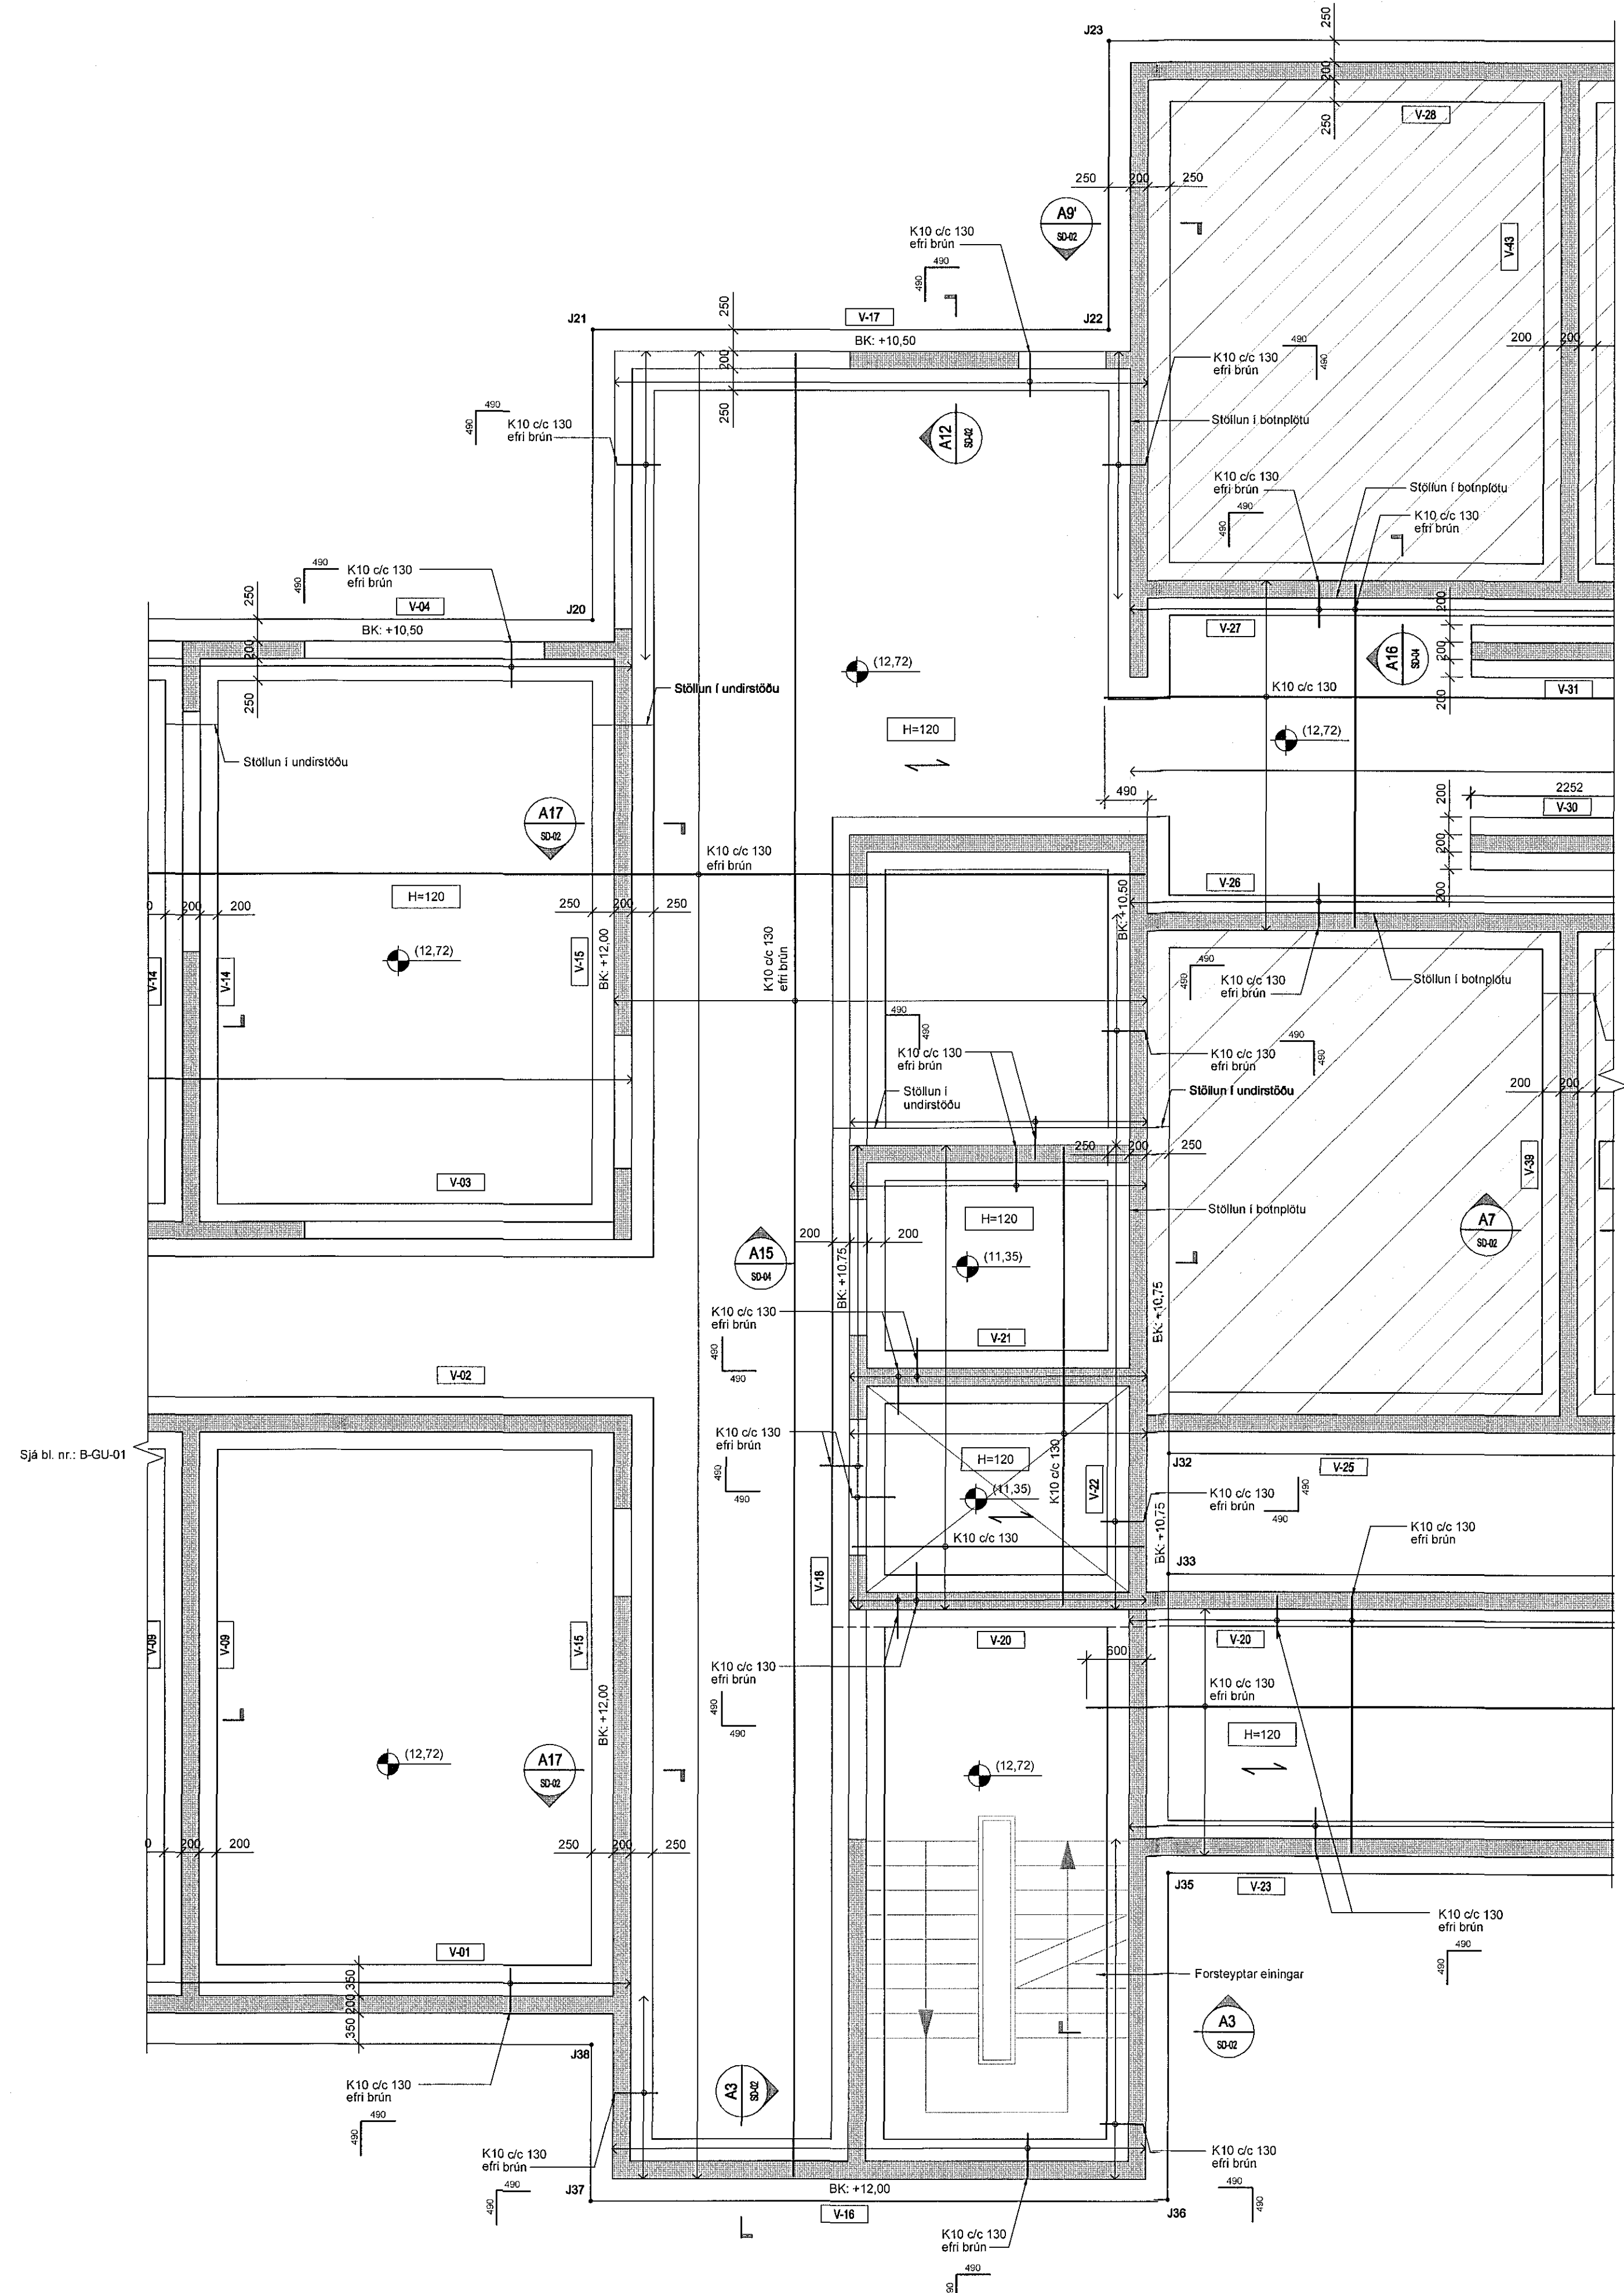 250
J23
200
V-28
250
250
200
250
A9'
SD-02
K10 c/c 130
efri brún
V-43
490
490
250
V-17
J21
J22
BK: +10,50
200
490
490
200
200
K10 c/c 130
efri brún
250
490
490
K10 c/c 130
efri brún
A12
SD-02
Stöllun í botnplötu
K10 c/c 130
efri brún
Stöllun í botnplötu
490
490
K10 c/c 130
efri brún
490
490
K10 c/c 130
efri brún
250
V-04
J20
BK: +10,50
200
V-27
200
200
200
A16
SD-04
(12,72)
250
Stöllun í undirstöðu
K10 c/c 130
V-31
H=120
(12,72)
Stöllun í undirstöðu
490
2252
200
V-30
A17
SD-02
200
K10 c/c 130
efri brún
200
V-26
H=120
0
200
200
250
200
250
BK: +10,50
K10 c/c 130
efri brún
V-15
BK: +12,00
(12,72)
V-14
V-14
490
490
K10 c/c 130
efri brún
Stöllun í botnplötu
490
490
490
490
K10 c/c 130
efri brún
K10 c/c 130
efri brún
200
200
Stöllun í
undirstöðu
Stöllun í undirstöðu
250
200
250
V-39
V-03
H=120
Stöllun í botnplötu
A7
SD-02
200
200
A15
SD-04
BK: +10,75
(11,35)
BK: +10,75
K10 c/c 130
efri brún
V-21
490
490
V-02
K10 c/c 130
efri brún
Sjá bl. nr.: B-GU-01
H=120
K10 c/c 130
J32
V-25
490
490
(11,35)
V-22
K10 c/c 130
efri brún
490
490
BK: +10,75
K10 c/c 130
efri brún
K10 c/c 130
V-18
J33
V-09
V-09
V-15
V-20
V-20
600
K10 c/c 130
efri brún
490
490
K10 c/c 130
efri brún
BK: +12,00
H=120
A17
SD-02
(12,72)
(12,72)
0
200
200
250
200
250
J35
V-23
K10 c/c 130
efri brún
490
490
V-01
350
200
350
Forsteyptar einingar
A3
SD-02
J38
K10 c/c 130
efri brún
490
490
A3
SD-02
K10 c/c 130
efri brún
K10 c/c 130
efri brún
490
490
J37
BK: +12,00
V-16
490
490
J36
K10 c/c 130
efri brún
490
490